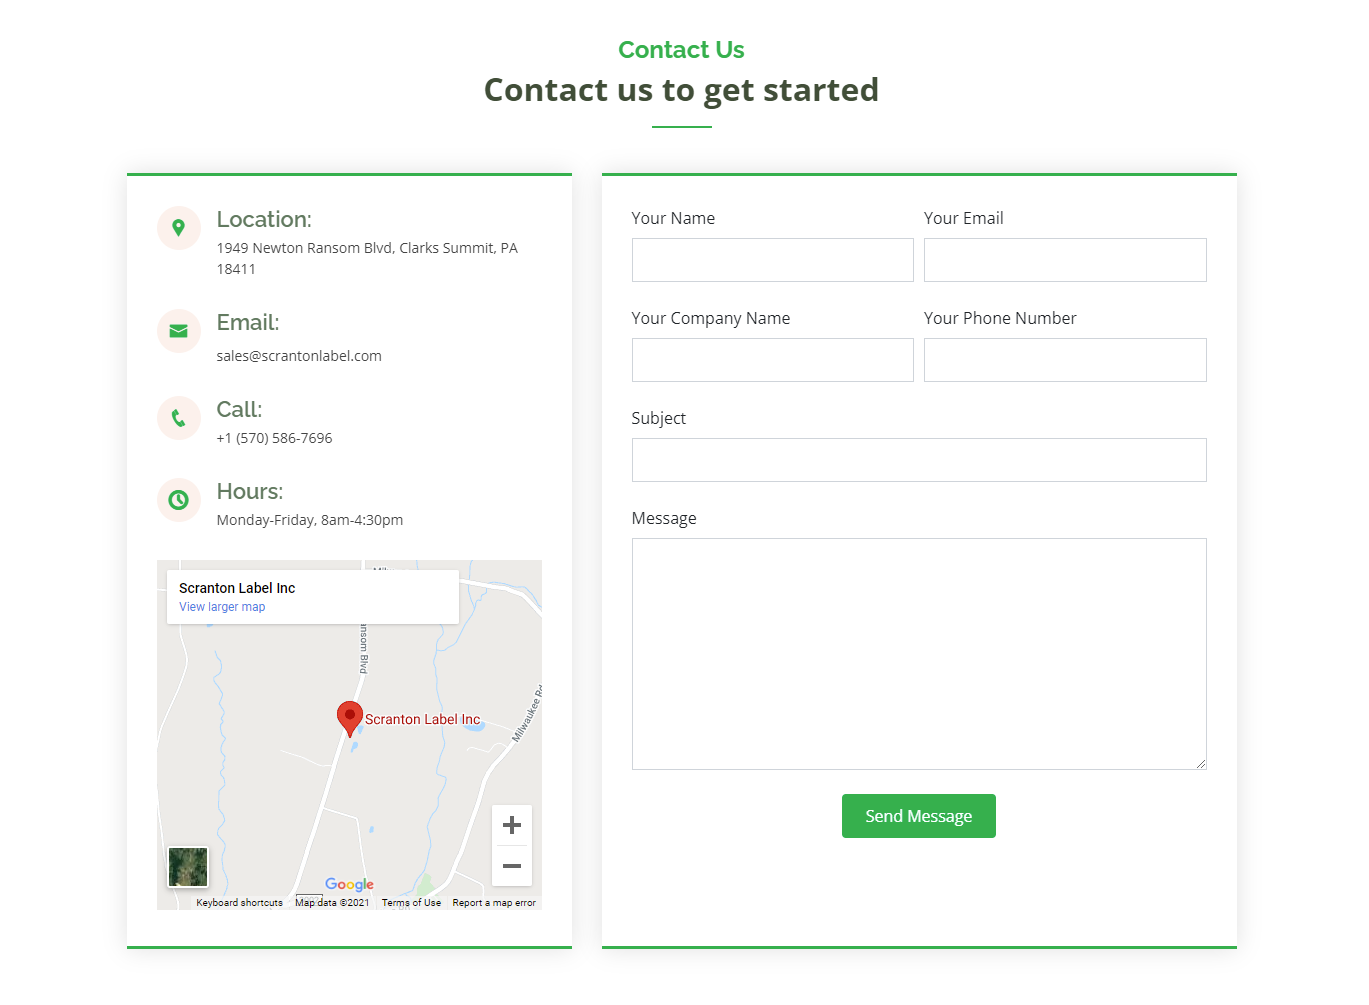 Contact Us
Contact us to get started
Location:
1949 Newton Ransom Blvd, Clarks Summit, PA
18411
Email:
sales@scrantonlabel.com
Call:
+1 (570) 586-7696
Hours:
Monday-Friday, 8am-4:30pm
Scranton Label Inc
View larger map
Blvd
Scranton Label Inc
Milwaukee Rd
Google
Keyboard shortcuts
Map data ©2021
Terms of Use
Report a map error
Your Name
Your Email
Your Company Name
Your Phone Number
Subject
Message
Send Message